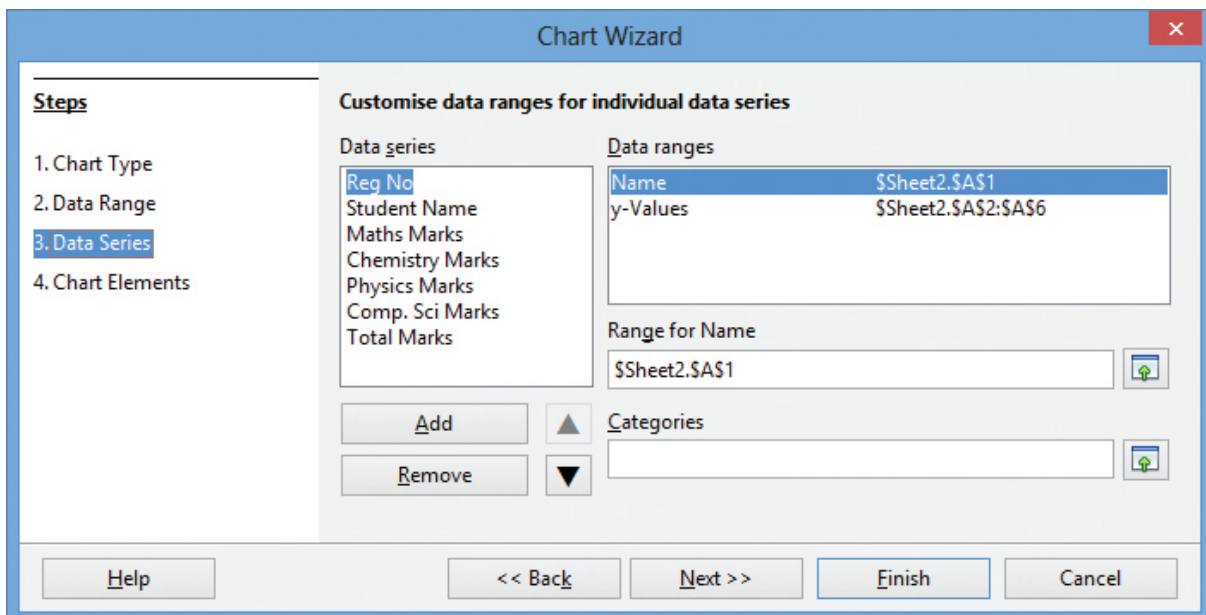 Chart Wizard
Steps
1. Chart Type
2. Data Range
3. Data Series
4. Chart Elements
Customise data ranges for individual data series
Data series
Reg No
Student Name
Maths Marks
Chemistry Marks
Physics Marks
Comp. Sci Marks
Total Marks
Add
Remove
Data ranges
Name $Sheet2.$A$1
y-Values $Sheet2.$A$2:$A$6
Range for Name
$Sheet2.$A$1
Categories
Help
<< Back
Next >>
Finish
Cancel